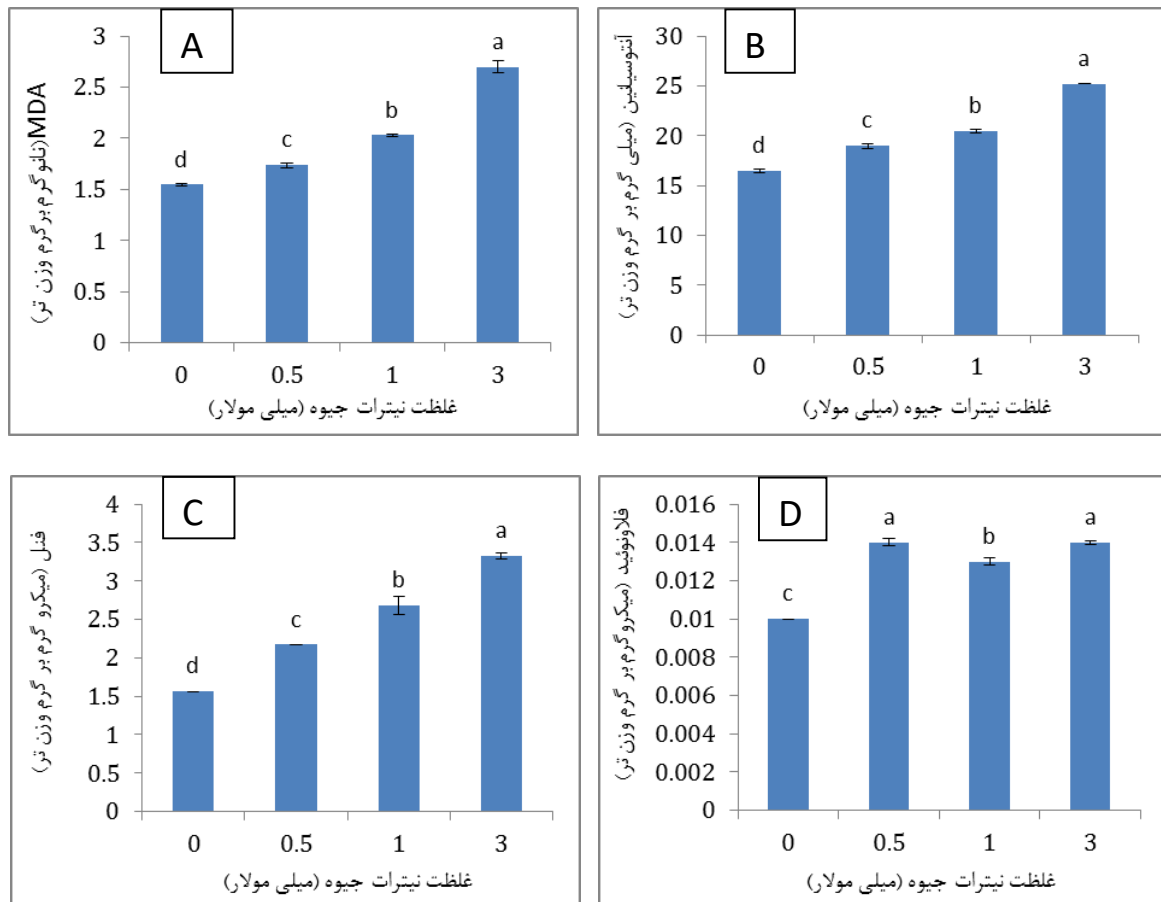 A
MDA(نانوگرم برگرم وزن تر)
3
2.5
2
1.5
1
0.5
0
d
c
b
a
0 0.5 1 3
غلظت نیترات جیوه (میلی مولار)
B
آنتوسیانین (میلی گرم بر گرم وزن تر)
30
25
20
15
10
5
0
d
c
b
a
0 0.5 1 3
غلظت نیترات جیوه (میلی مولار)
C
فنل (میکرو گرم بر گرم وزن تر)
4
3.5
3
2.5
2
1.5
1
0.5
0
d
c
b
a
0 0.5 1 3
غلظت نیترات جیوه (میلی مولار)
D
فلاونوئید (میکروگرم بر گرم وزن تر)
0.016
0.014
0.012
0.01
0.008
0.006
0.004
0.002
0
c
a
b
a
0 0.5 1 3
غلظت نیترات جیوه (میلی مولار)